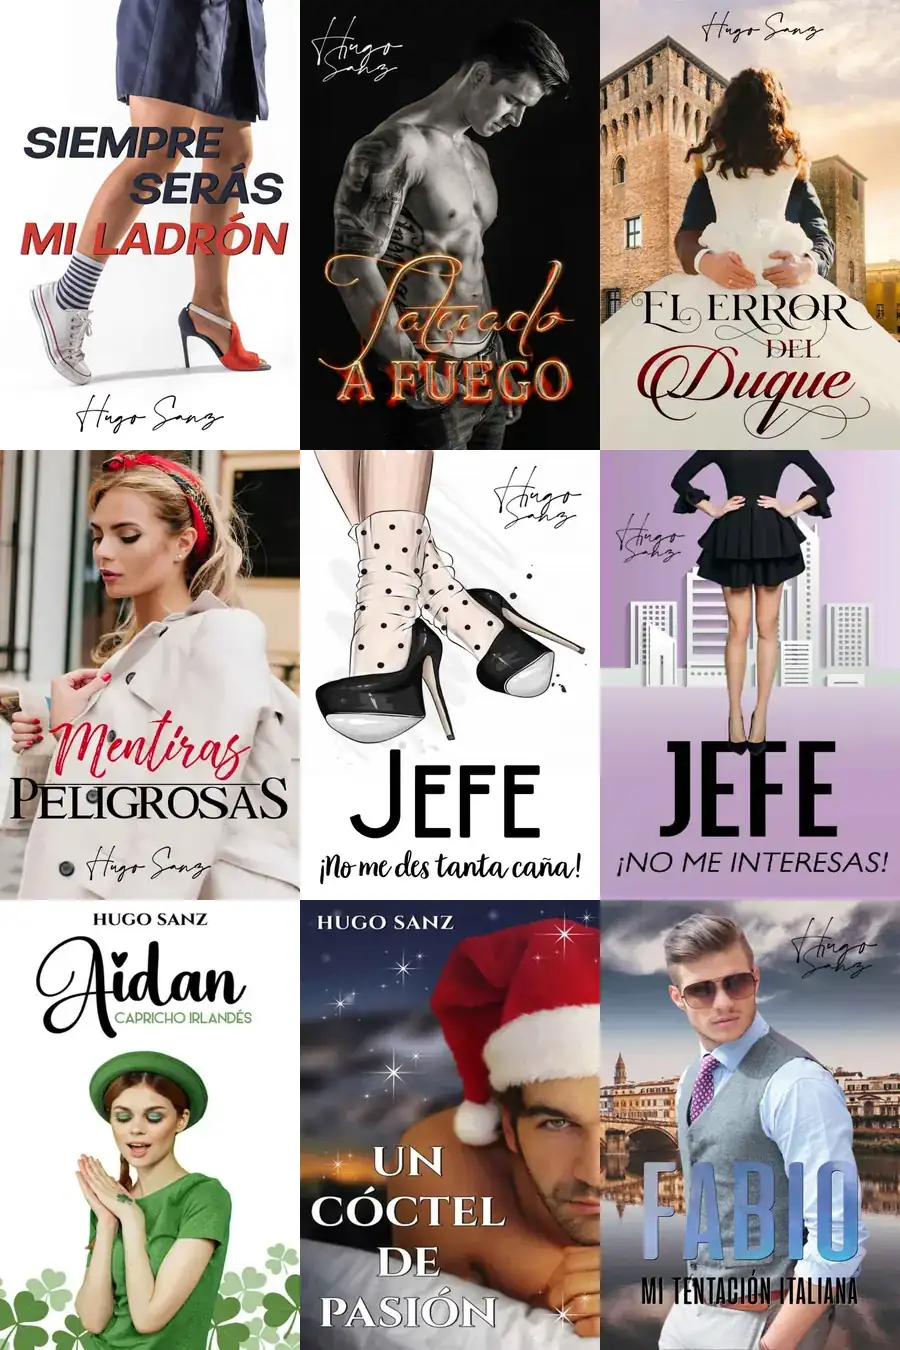 SIEMPRE
SERÁS
MI LADRÓN
Hugo Sanz
Hugo
Sanz
Tatuado
A FUEGO
Hugo Sanz
EL ERROR
DEL
Duque
Mentiras
PELIGROSAS
Hugo Sanz
Hugo
Sanz
JEFE
¡No me des tanta caña!
Hugo
Sanz
JEFE
¡NO ME INTERESAS!
HUGO SANZ
Aidan
CAPRICHO IRLANDÉS
HUGO SANZ
UN
CÓCTEL
DE
PASIÓN
Hugo
Sanz
FABIO
MI TENTACIÓN ITALIANA